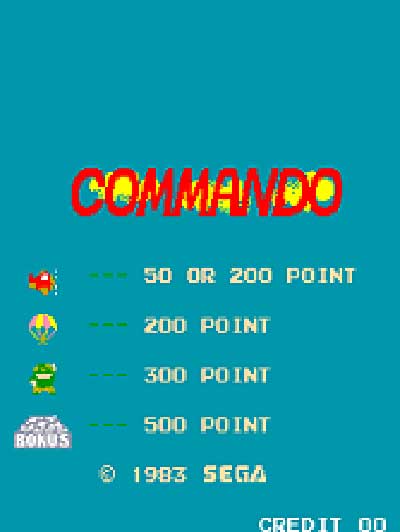 COMMANDO
--- 50 OR 200 POINT
--- 200 POINT
--- 300 POINT
BONUS --- 500 POINT
© 1983 SEGA
CREDIT 00